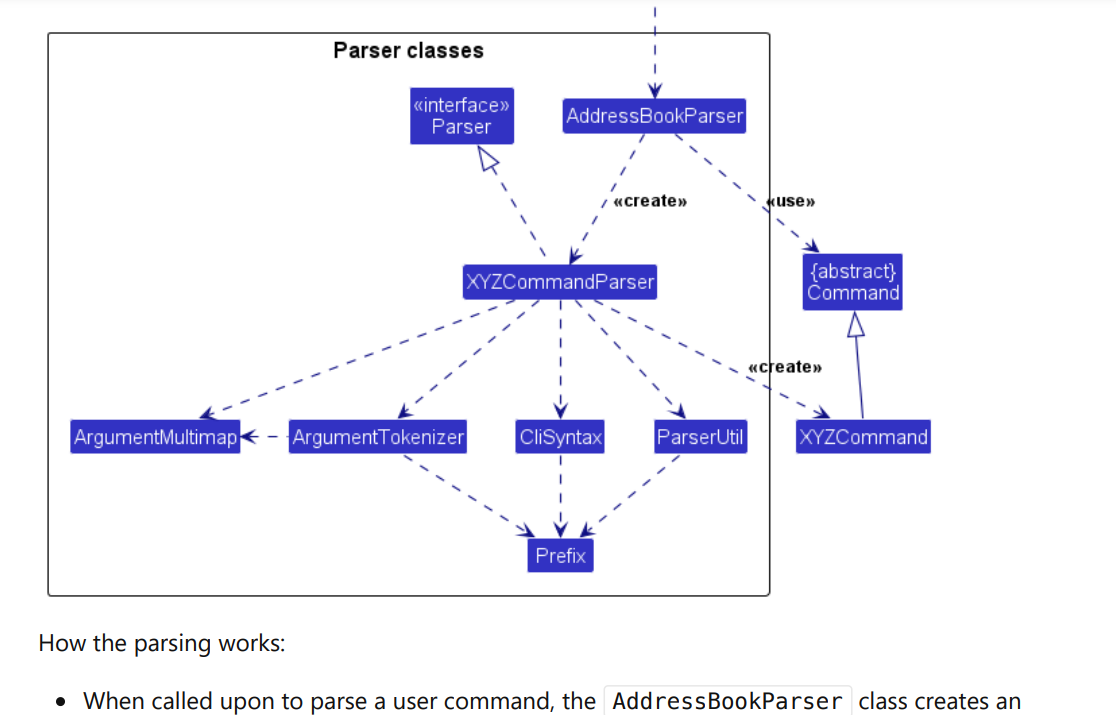 Parser classes
«interface»
Parser
AddressBookParser
«create»
«use»
XYZCommandParser
{abstract}
Command
«create»
ArgumentMultimap
ArgumentTokenizer
CliSyntax
ParserUtil
XYZCommand
Prefix
How the parsing works:
• When called upon to parse a user command, the AddressBookParser class creates an